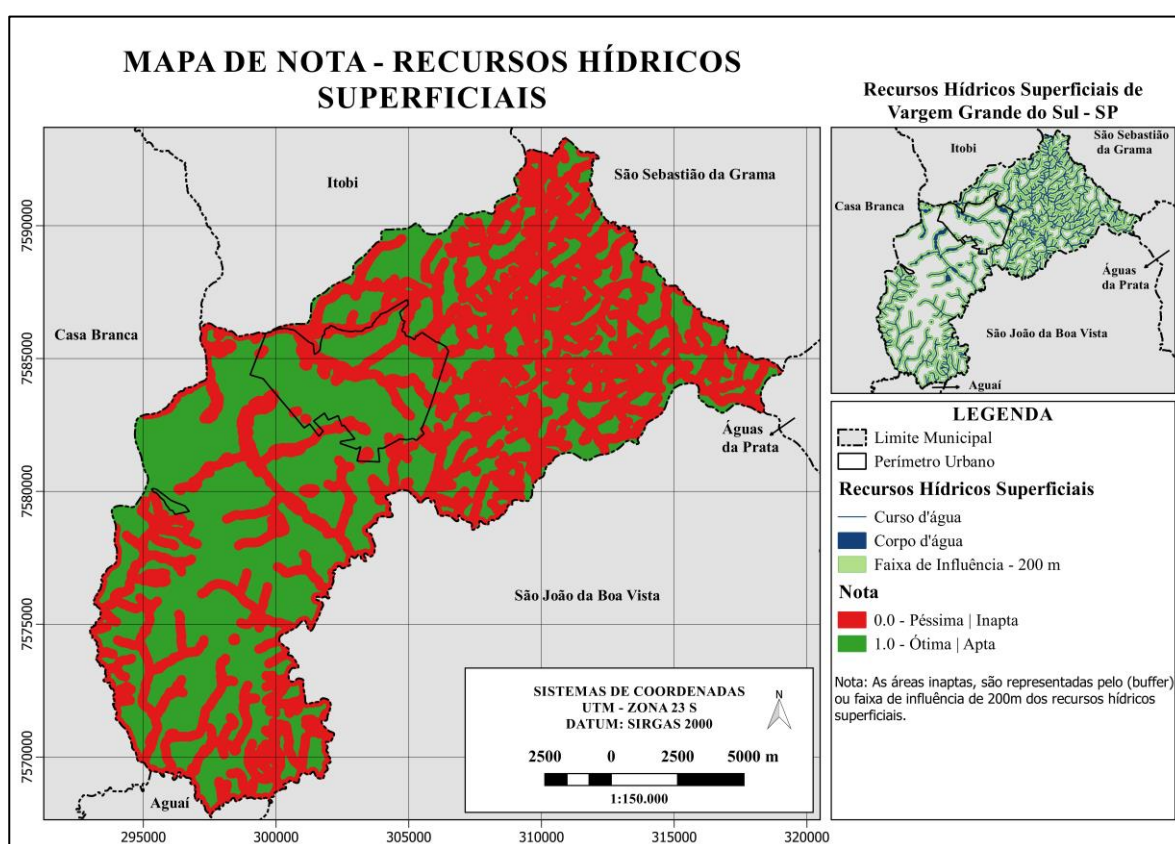 MAPA DE NOTA - RECURSOS HÍDRICOS
SUPERFICIAIS
Itobi
São Sebastião da Grama
Casa Branca
Águas
da Prata
São João da Boa Vista
Aguaí
7590000
7585000
7580000
7575000
7570000
295000
300000
305000
310000
315000
320000
SISTEMAS DE COORDENADAS
UTM - ZONA 23 S
DATUM: SIRGAS 2000
N
2500 0 2500 5000 m
1:150.000
Recursos Hídricos Superficiais de
Vargem Grande do Sul - SP
São Sebastião
da Grama
Itobi
Casa Branca
Águas
da Prata
São João da Boa Vista
Aguaí
LEGENDA
Limite Municipal
Perímetro Urbano
Recursos Hídricos Superficiais
Curso d'água
Corpo d'água
Faixa de Influência - 200 m
Nota
0.0 - Péssima | Inapta
1.0 - Ótima | Apta
Nota: As áreas inaptas, são representadas pelo (buffer)
ou faixa de influência de 200m dos recursos hídricos
superficiais.